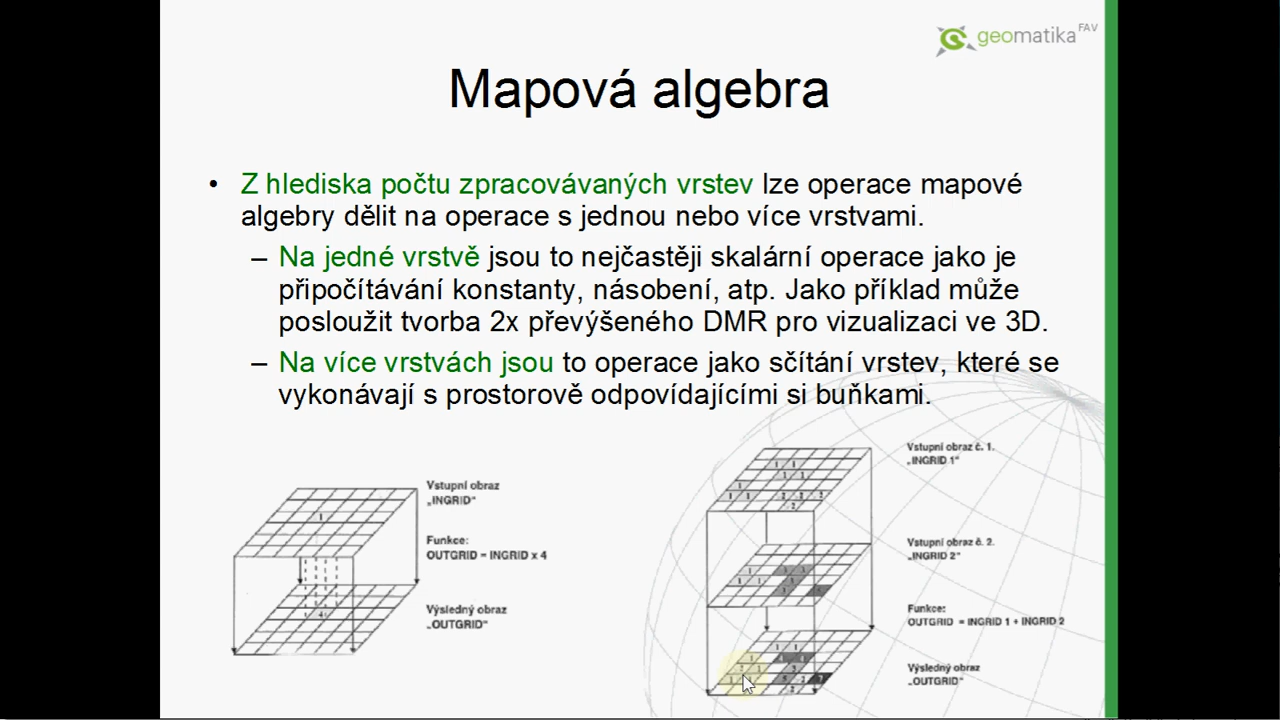 geomatika FAV
Mapová algebra
• Z hlediska počtu zpracovávaných vrstev lze operace mapové
algebry dělit na operace s jednou nebo více vrstvami.
– Na jedné vrstvě jsou to nejčastěji skalární operace jako je
připočítávání konstanty, násobení, atp. Jako příklad může
posloužit tvorba 2x převýšeného DMR pro vizualizaci ve 3D.
– Na více vrstvách jsou to operace jako sčítání vrstev, které se
vykonávají s prostorově odpovídajícími si buňkami.
Vstupní obraz
„INGRID“
Funkce:
OUTGRID = INGRID x 4
Výsledný obraz
„OUTGRID“
Vstupní obraz č. 1.
„INGRID 1“
Vstupní obraz č. 2.
„INGRID 2“
Funkce:
OUTGRID = INGRID 1 + INGRID 2
Výsledný obraz
„OUTGRID“